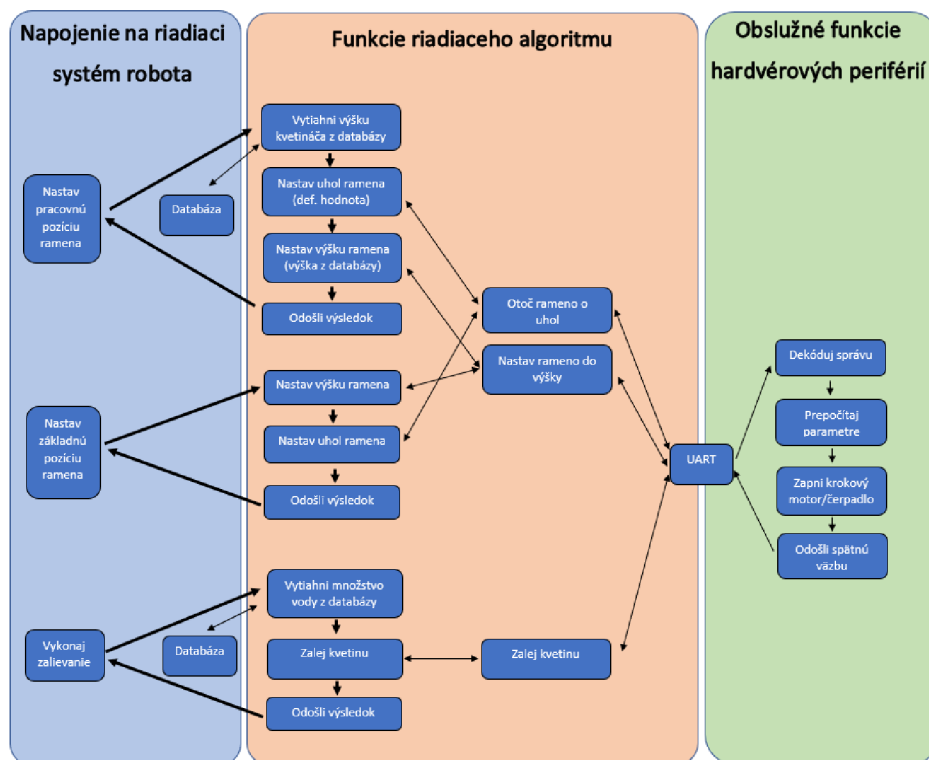 Napojenie na riadiaci
systém robota
Funkcie riadiaceho algoritmu
Obslužné funkcie
hardvérových periférií
Vytiahni výšku
kvetináča z databázy
Nastav
pracovnú
pozíciu
ramena
Databáza
Nastav uhol ramena
(def. hodnota)
Nastav výšku ramena
(výška z databázy)
Odošli výsledok
Otoč rameno o
uhol
Nastav rameno do
výšky
Nastav výšku ramena
Nastav
základnú
pozíciu
ramena
Nastav uhol ramena
Odošli výsledok
UART
Dekóduj správu
Prepočítaj
parametre
Zapni krokový
motor/čerpadlo
Odošli spätnú
väzbu
Vytiahni množstvo
vody z databázy
Vykonaj
zalievanie
Databáza
Zalej kvetinu
Zalej kvetinu
Odošli výsledok